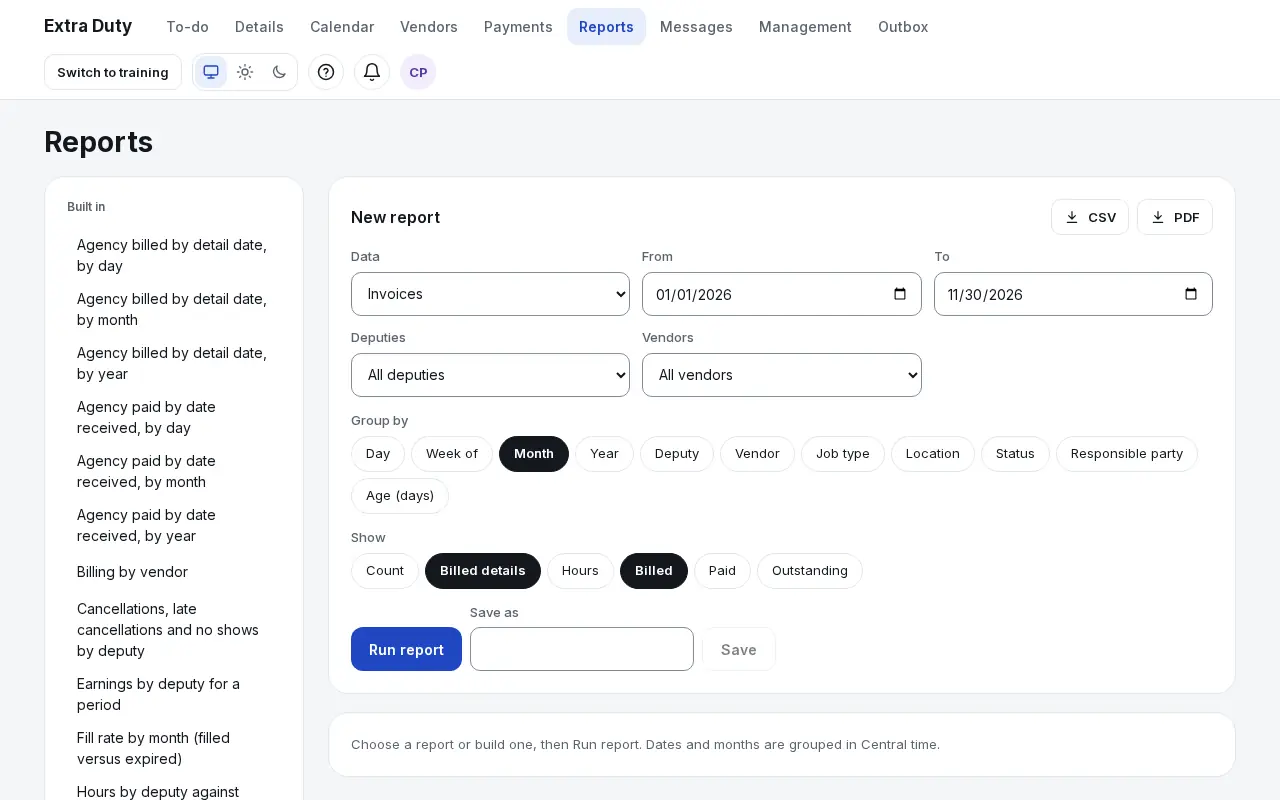 Extra Duty
To-do
Details
Calendar
Vendors
Payments
Reports
Messages
Management
Outbox
Switch to training
CP
Reports
Built in
Agency billed by detail date,
by day
Agency billed by detail date,
by month
Agency billed by detail date,
by year
Agency paid by date
received, by day
Agency paid by date
received, by month
Agency paid by date
received, by year
Billing by vendor
Cancellations, late
cancellations and no shows
by deputy
Earnings by deputy for a
period
Fill rate by month (filled
versus expired)
Hours by deputy against
New report
CSV
PDF
Data
From
To
Invoices
01/01/2026
11/30/2026
Deputies
Vendors
All deputies
All vendors
Group by
Day
Week of
Month
Year
Deputy
Vendor
Job type
Location
Status
Responsible party
Age (days)
Show
Count
Billed details
Hours
Billed
Paid
Outstanding
Save as
Run report
Save
Choose a report or build one, then Run report. Dates and months are grouped in Central time.